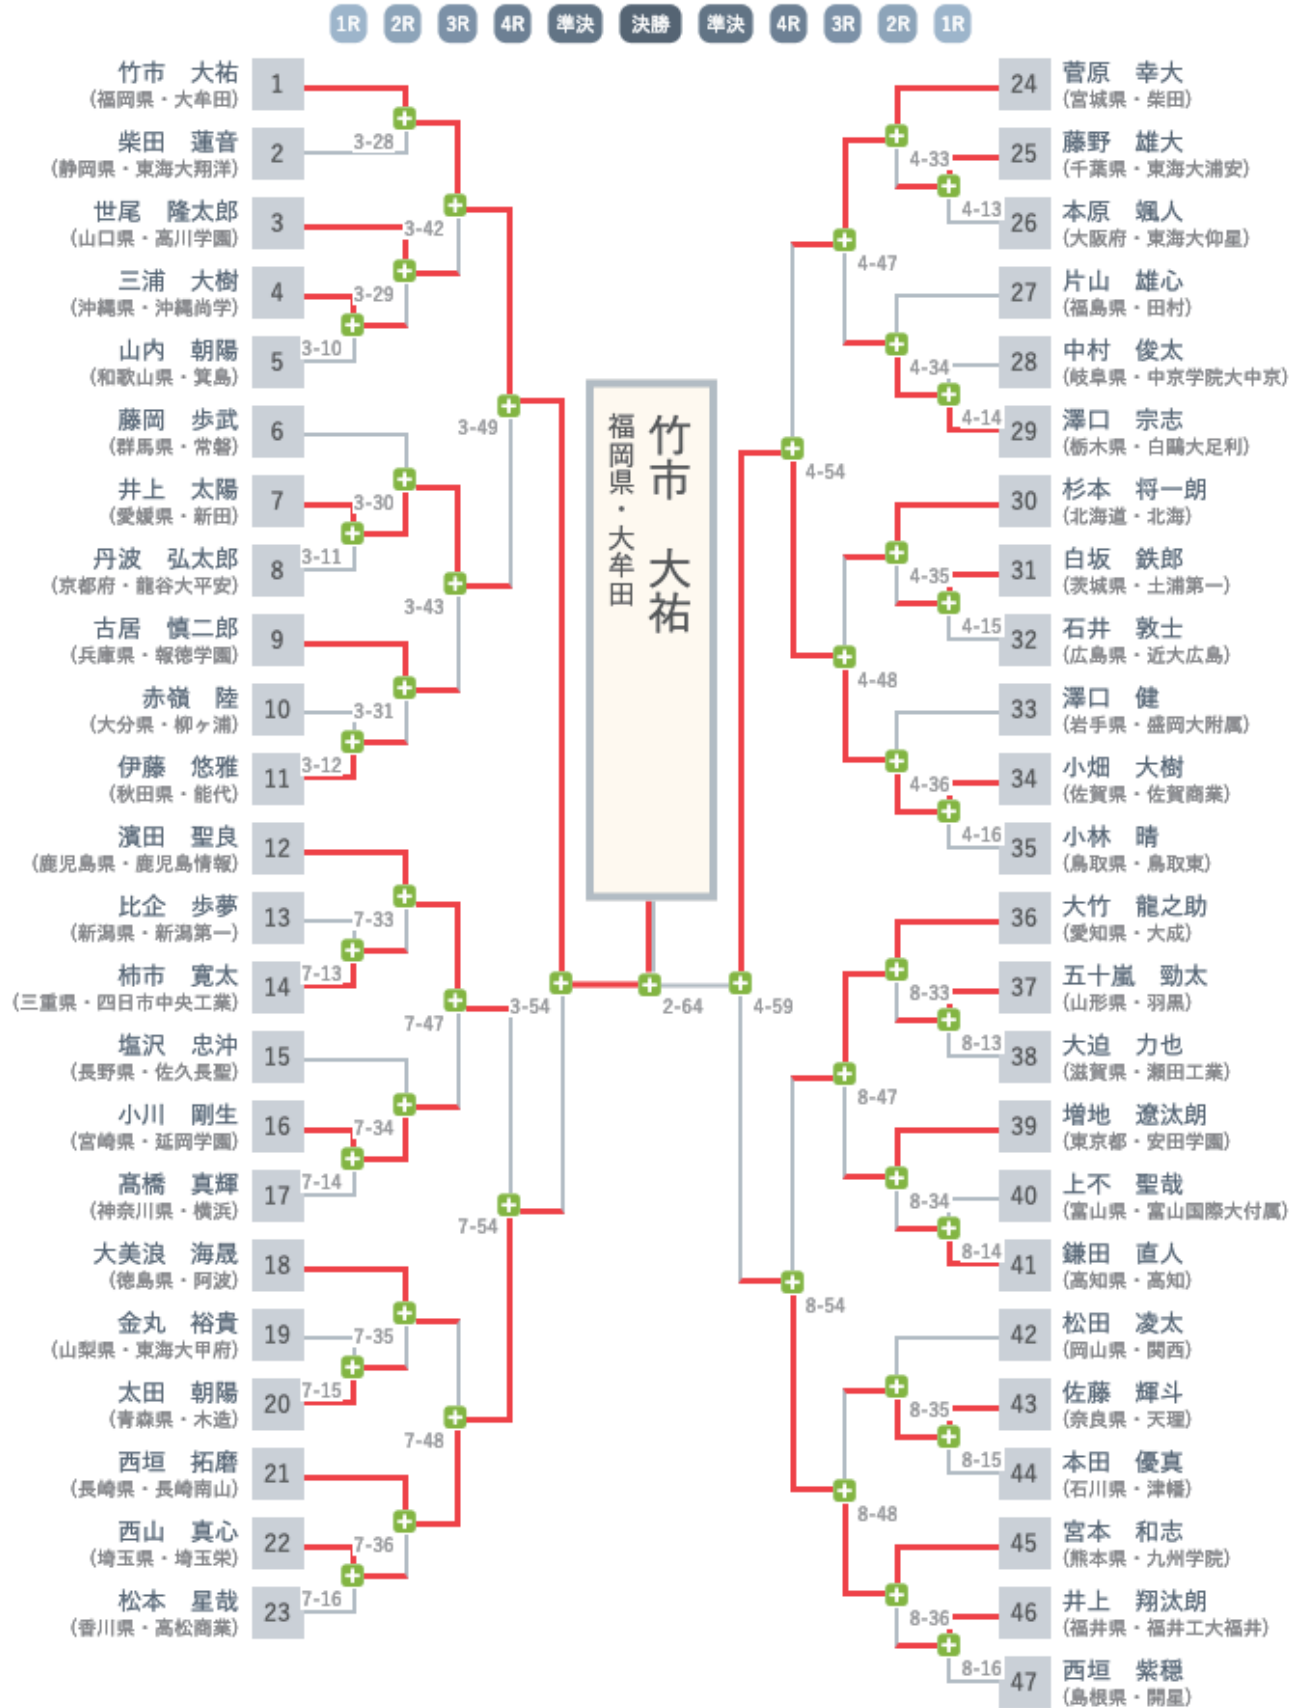 1R 2R 3R 4R 準決 決勝 準決 4R 3R 2R 1R
竹市 大祐
(福岡県・大牟田)
1
3-28
柴田 蓮音
(静岡県・東海大翔洋)
2
世尾 隆太郎
(山口県・高川学園)
3
3-42
三浦 大樹
(沖縄県・沖縄尚学)
4
3-29
山内 朝陽
(和歌山県・箕島)
5
3-10
藤岡 歩武
(群馬県・常磐)
6
3-49
井上 太陽
(愛媛県・新田)
7
3-30
丹波 弘太郎
(京都府・龍谷大平安)
8
3-11
3-43
古居 慎二郎
(兵庫県・報徳学園)
9
赤嶺 陸
(大分県・柳ヶ浦)
10
3-31
伊藤 悠雅
(秋田県・能代)
11
3-12
濱田 聖良
(鹿児島県・鹿児島情報)
12
比企 歩夢
(新潟県・新潟第一)
13
7-33
柿市 寛太
(三重県・四日市中央工業)
14
7-13
7-47
3-54
塩沢 忠沖
(長野県・佐久長聖)
15
小川 剛生
(宮崎県・延岡学園)
16
7-34
髙橋 真輝
(神奈川県・横浜)
17
7-14
7-54
大美浪 海晟
(徳島県・阿波)
18
金丸 裕貴
(山梨県・東海大甲府)
19
7-35
太田 朝陽
(青森県・木造)
20
7-15
7-48
西垣 拓磨
(長崎県・長崎南山)
21
西山 真心
(埼玉県・埼玉栄)
22
7-36
松本 星哉
(香川県・高松商業)
23
7-16
竹市 大祐
福岡県・大牟田
2-64
24
菅原 幸大
(宮城県・柴田)
4-33
25
藤野 雄大
(千葉県・東海大浦安)
4-13
26
本原 颯人
(大阪府・東海大仰星)
4-47
27
片山 雄心
(福島県・田村)
4-34
28
中村 俊太
(岐阜県・中京学院大中京)
4-14
29
澤口 宗志
(栃木県・白鷗大足利)
4-54
30
杉本 将一朗
(北海道・北海)
4-35
31
白坂 鉄郎
(茨城県・土浦第一)
4-15
32
石井 敦士
(広島県・近大広島)
4-48
33
澤口 健
(岩手県・盛岡大附属)
4-36
34
小畑 大樹
(佐賀県・佐賀商業)
4-16
35
小林 晴
(鳥取県・鳥取東)
36
大竹 龍之助
(愛知県・大成)
4-59
8-33
37
五十嵐 勁太
(山形県・羽黒)
8-13
38
大迫 力也
(滋賀県・瀬田工業)
8-47
39
増地 遼汰朗
(東京都・安田学園)
8-34
40
上不 聖哉
(富山県・富山国際大付属)
8-14
41
鎌田 直人
(高知県・高知)
8-54
42
松田 凌太
(岡山県・関西)
8-35
43
佐藤 輝斗
(奈良県・天理)
8-15
44
本田 優真
(石川県・津幡)
8-48
45
宮本 和志
(熊本県・九州学院)
8-36
46
井上 翔汰朗
(福井県・福井工大福井)
8-16
47
西垣 紫穏
(島根県・開星)